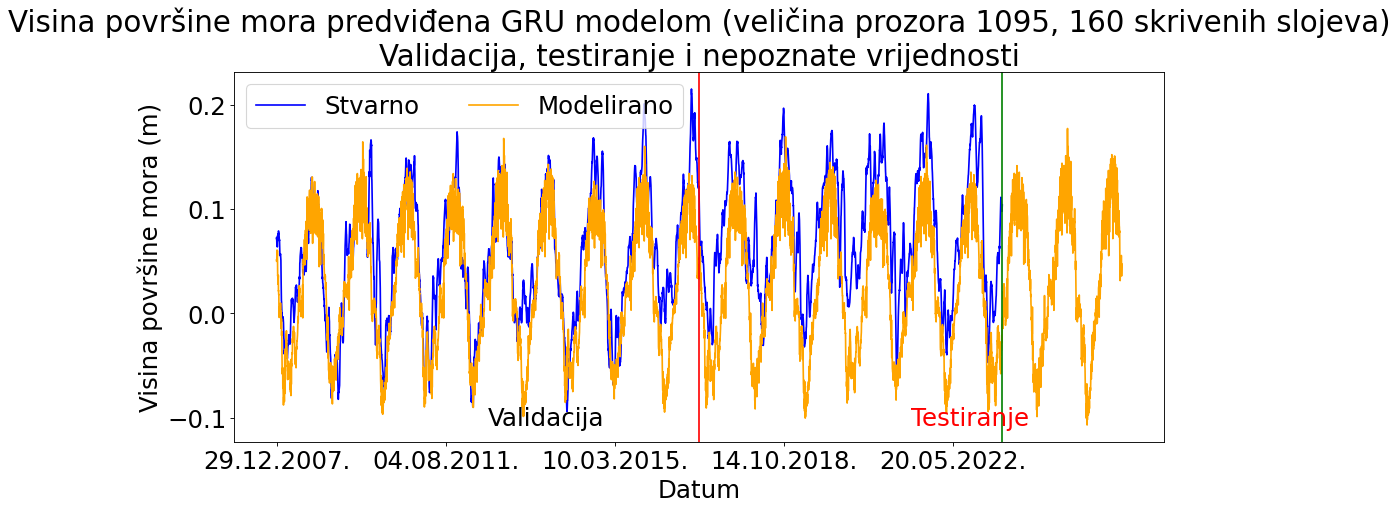 Visina površine mora predviđena GRU modelom (veličina prozora 1095, 160 skrivenih slojeva)
Validacija, testiranje i nepoznate vrijednosti
Stvarno
Modelirano
Visina površine mora (m)
0.2
0.1
0.0
−0.1
Validacija
Testiranje
29.12.2007.
04.08.2011.
10.03.2015.
14.10.2018.
20.05.2022.
Datum